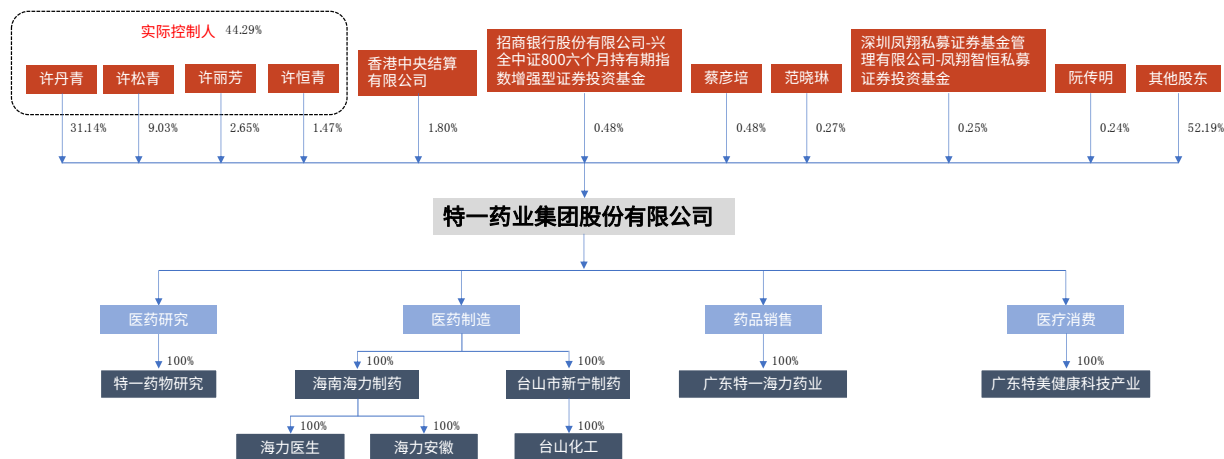 实际控制人 44.29%
许丹青
许松青
许丽芳
许恒青
香港中央结算
有限公司
招商银行股份有限公司-兴
全中证800六个月持有期指
数增强型证券投资基金
蔡彦培
范晓琳
深圳凤翔私募证券基金管
理有限公司-凤翔智恒私募
证券投资基金
阮传明
其他股东
31.14%
9.03%
2.65%
1.47%
1.80%
0.48%
0.48%
0.27%
0.25%
0.24%
52.19%
特一药业集团股份有限公司
医药研究
医药制造
药品销售
医疗消费
100%
100%
100%
100%
100%
特一药物研究
海南海力制药
台山市新宁制药
广东特一海力药业
广东特美健康科技产业
100%
100%
100%
海力医生
海力安徽
台山化工